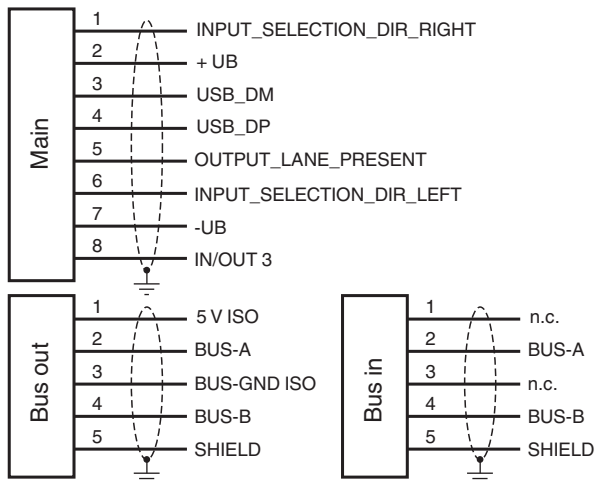 Main
1 INPUT_SELECTION_DIR_RIGHT
2 + UB
3 USB_DM
4 USB_DP
5 OUTPUT_LANE_PRESENT
6 INPUT_SELECTION_DIR_LEFT
7 -UB
8 IN/OUT 3
Bus out
1 5 V ISO
2 BUS-A
3 BUS-GND ISO
4 BUS-B
5 SHIELD
Bus in
1 n.c.
2 BUS-A
3 n.c.
4 BUS-B
5 SHIELD